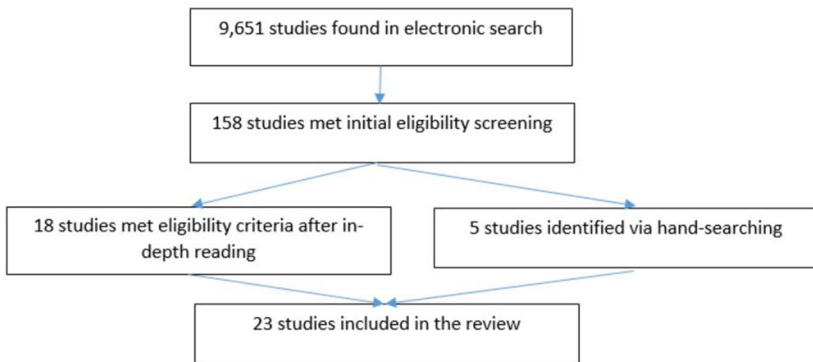 9,651 studies found in electronic search
158 studies met initial eligibility screening
18 studies met eligibility criteria after in-
depth reading
5 studies identified via hand-searching
23 studies included in the review